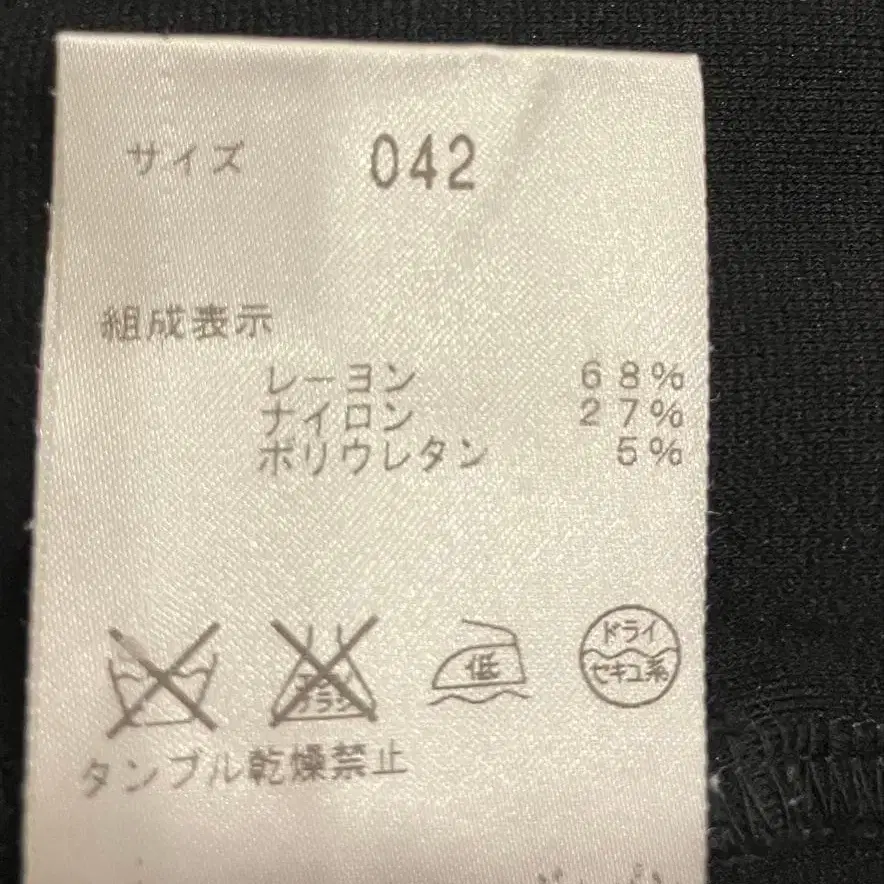 サイズ 042
組成表示
レーヨン 68%
ナイロン 27%
ポリウレタン 5%
低
ドライ
セキユ系
タンブル乾燥禁止